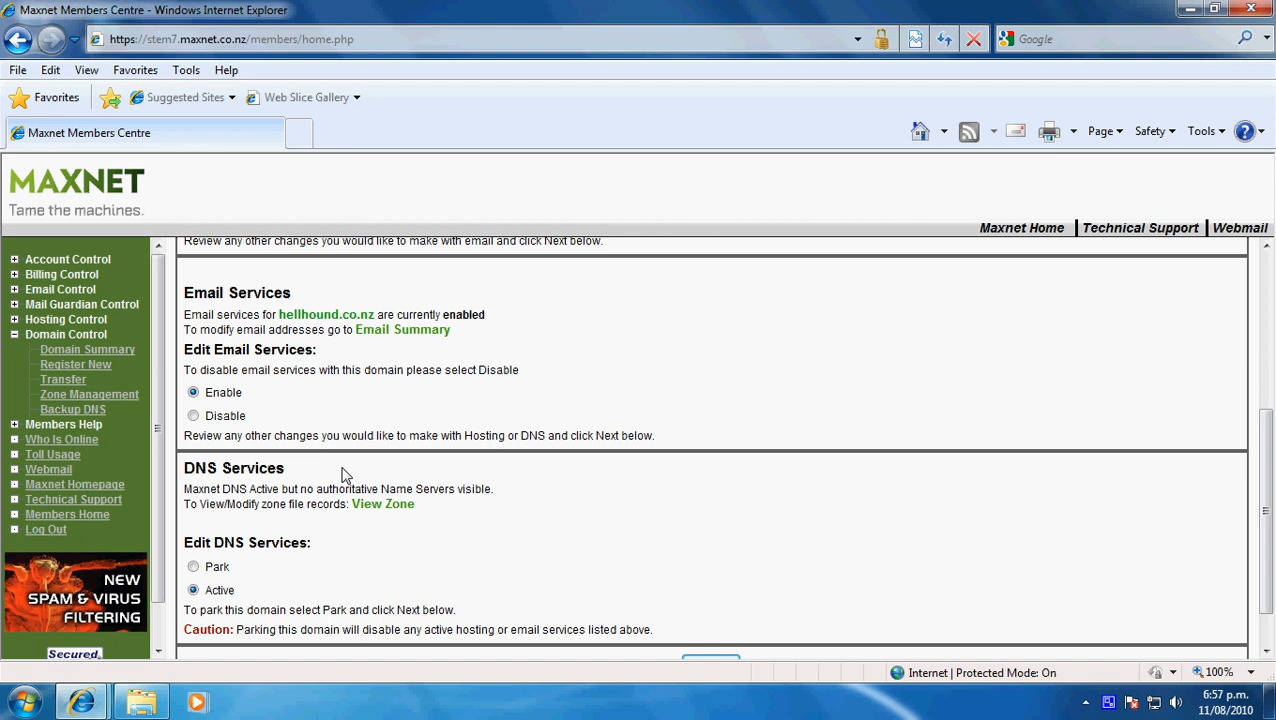 Maxnet Members Centre - Windows Internet Explorer
https://stem7.maxnet.co.nz/members/home.php
Google
File Edit View Favorites Tools Help
Favorites Suggested Sites Web Slice Gallery
Maxnet Members Centre
Page Safety Tools
MAXNET
Tame the machines.
Maxnet Home Technical Support Webmail
Account Control
Billing Control
Email Control
Mail Guardian Control
Hosting Control
Domain Control
Domain Summary
Register New
Transfer
Zone Management
Backup DNS
Members Help
Who Is Online
Toll Usage
Webmail
Maxnet Homepage
Technical Support
Members Home
Log Out
NEW
SPAM & VIRUS
FILTERING
Secured.
Review any other changes you would like to make with email and click Next below.
Email Services
Email services for hellhound.co.nz are currently enabled
To modify email addresses go to Email Summary
Edit Email Services:
To disable email services with this domain please select Disable
Enable
Disable
Review any other changes you would like to make with Hosting or DNS and click Next below.
DNS Services
Maxnet DNS Active but no authoritative Name Servers visible.
To View/Modify zone file records: View Zone
Edit DNS Services:
Park
Active
To park this domain select Park and click Next below.
Caution: Parking this domain will disable any active hosting or email services listed above.
Internet | Protected Mode: On
100%
6:57 p.m.
11/08/2010